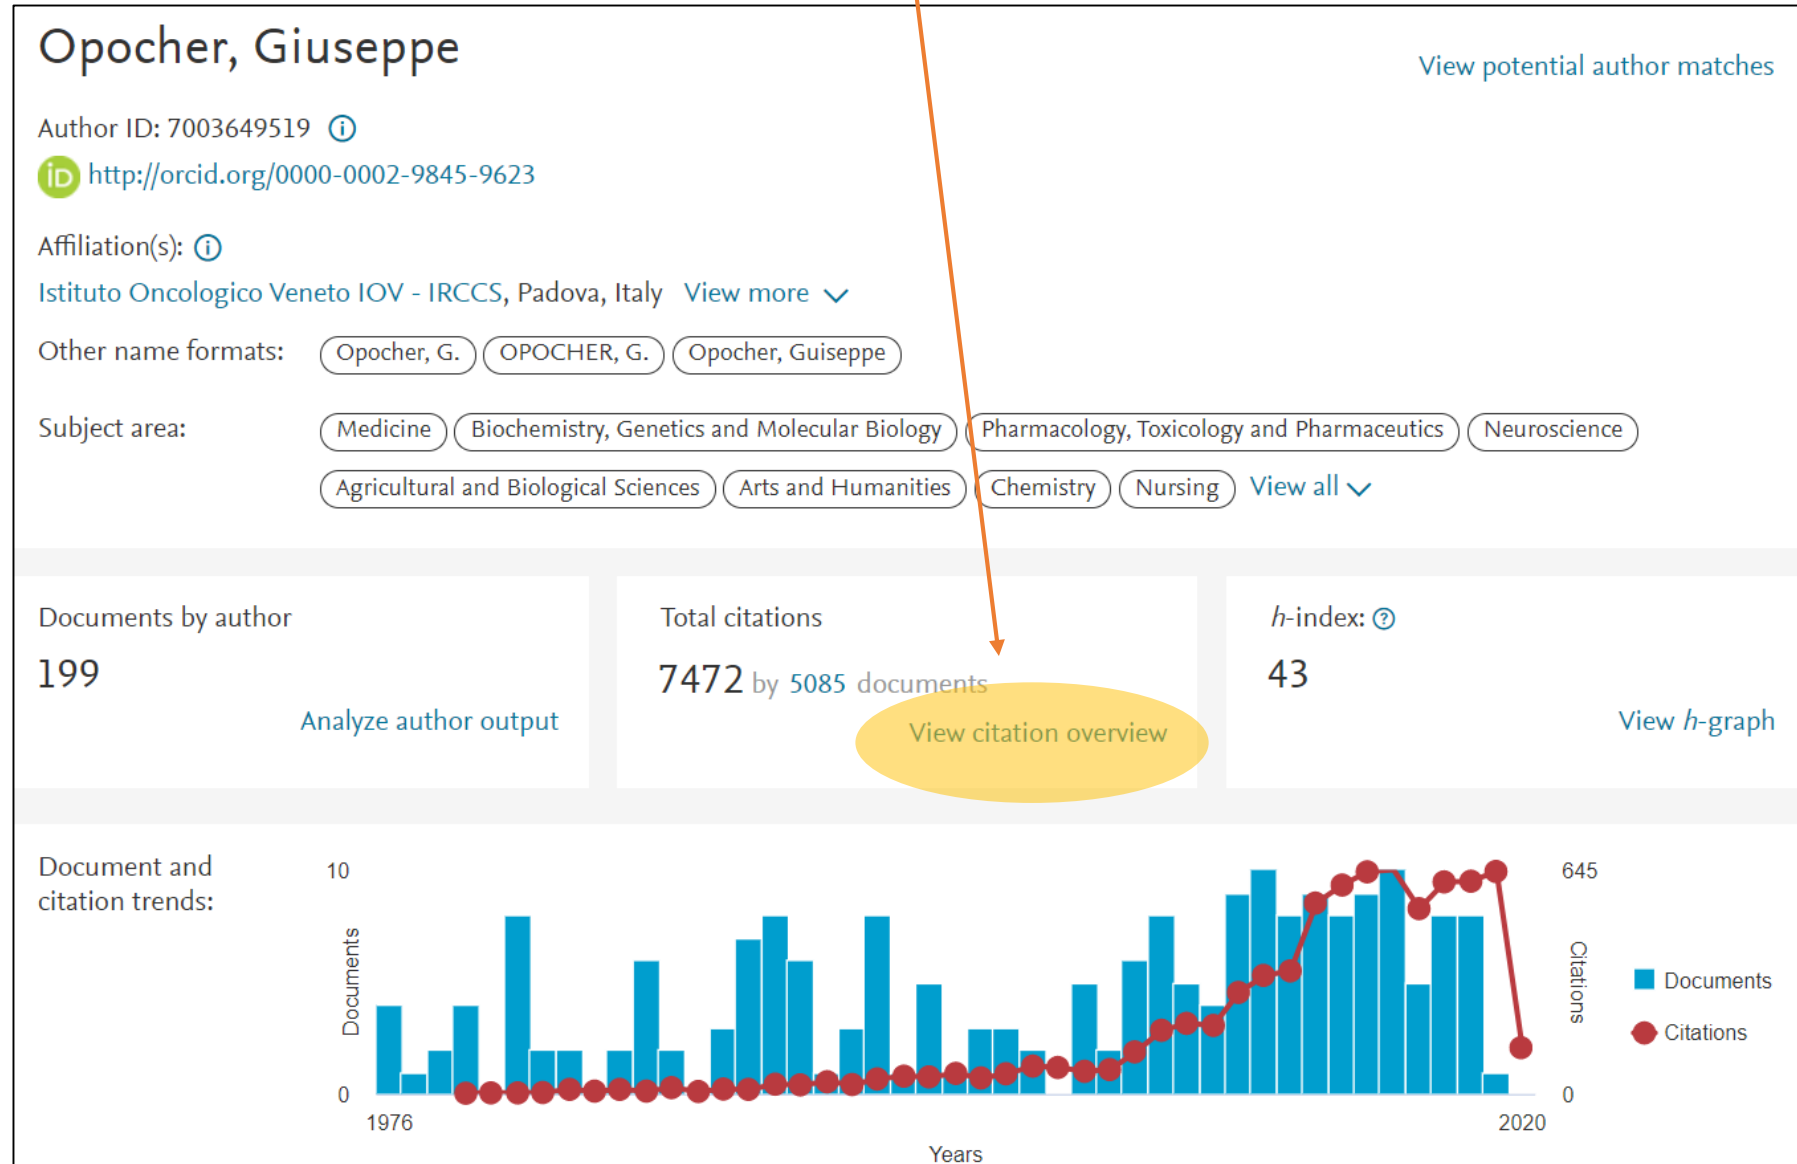 Opocher, Giuseppe
View potential author matches
Author ID: 7003649519
iD http://orcid.org/0000-0002-9845-9623
Affiliation(s):
Istituto Oncologico Veneto IOV - IRCCS, Padova, Italy View more
Other name formats: Opocher, G. OPOCHER, G. Opocher, Guiseppe
Subject area: Medicine Biochemistry, Genetics and Molecular Biology Pharmacology, Toxicology and Pharmaceutics Neuroscience
Agricultural and Biological Sciences Arts and Humanities Chemistry Nursing View all
Documents by author
199
Analyze author output
Total citations
7472 by 5085 documents
View citation overview
h-index: ?
43
View h-graph
Document and
citation trends:
10
0
Documents
1976
Years
2020
645
0
Citations
Documents
Citations